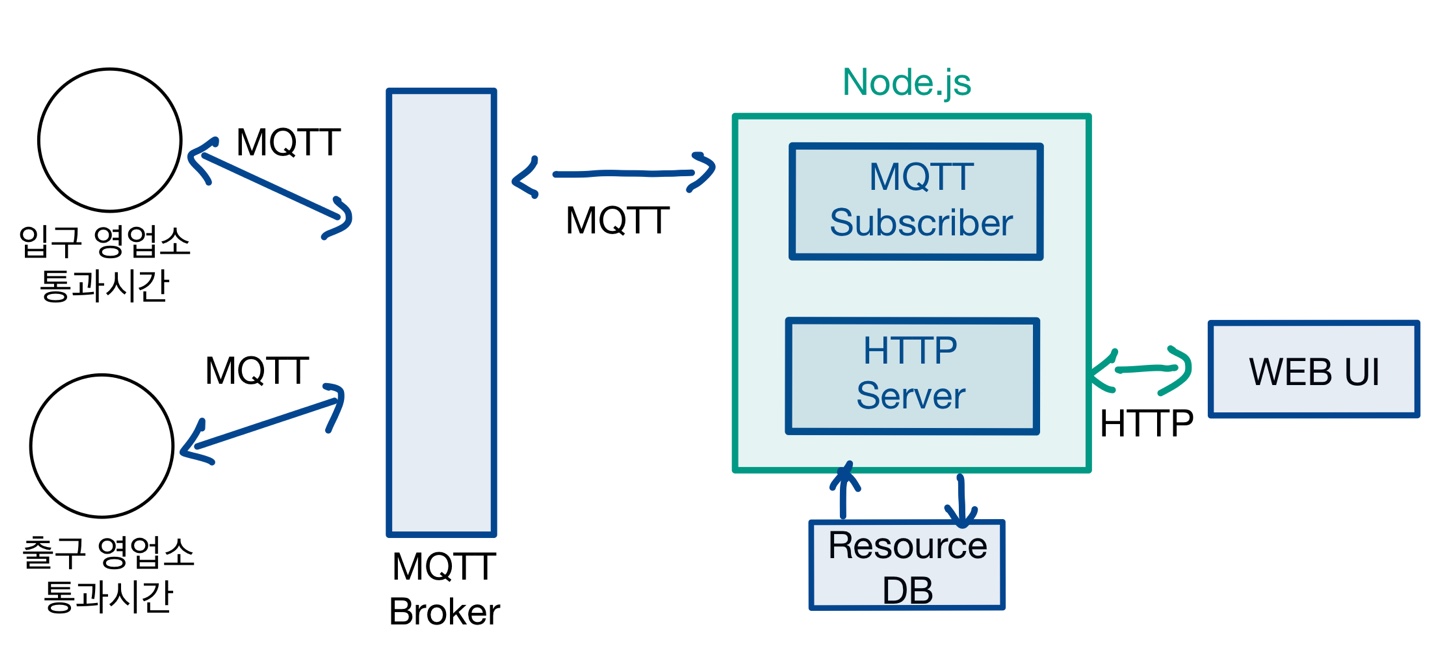 Node.js
MQTT
MQTT
Subscriber
MQTT
입구 영업소
통과시간
HTTP
Server
MQTT
WEB UI
HTTP
출구 영업소
통과시간
MQTT
Broker
Resource
DB